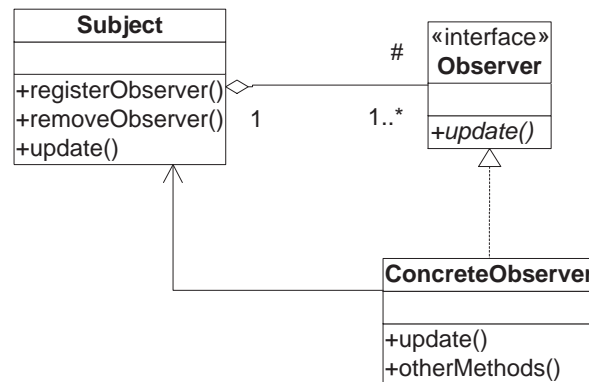 Subject
+registerObserver()
+removeObserver()
+update()
1
#
1..*
«interface»
Observer
+update()
ConcreteObserver
+update()
+otherMethods()